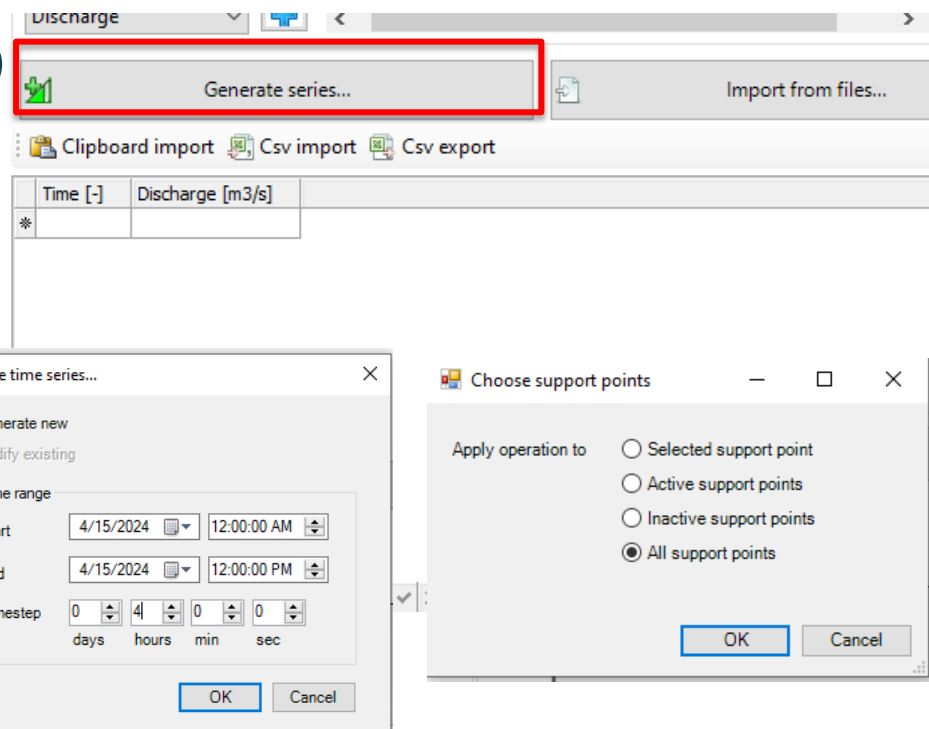 Discharge
Generate series...
Import from files...
Clipboard import Csv import Csv export
Time [-] Discharge [m3/s]
e time series...
nerate new
dify existing
ne range
rt 4/15/2024 12:00:00 AM
d 4/15/2024 12:00:00 PM
nestep 0 4 0 0
days hours min sec
OK Cancel
Choose support points
Apply operation to Selected support point
Active support points
Inactive support points
All support points
OK Cancel